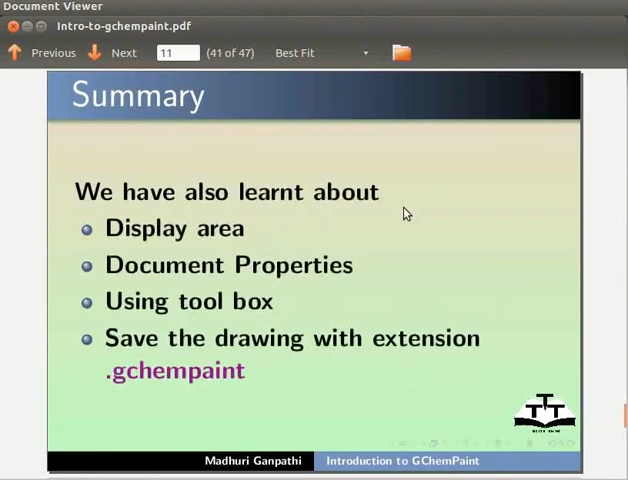 Document Viewer
Intro-to-gchempaint.pdf
Previous Next 11 (41 of 47) Best Fit
Summary
We have also learnt about
Display area
Document Properties
Using tool box
Save the drawing with extension
.gchempaint
Madhuri Ganpathi Introduction to GChemPaint